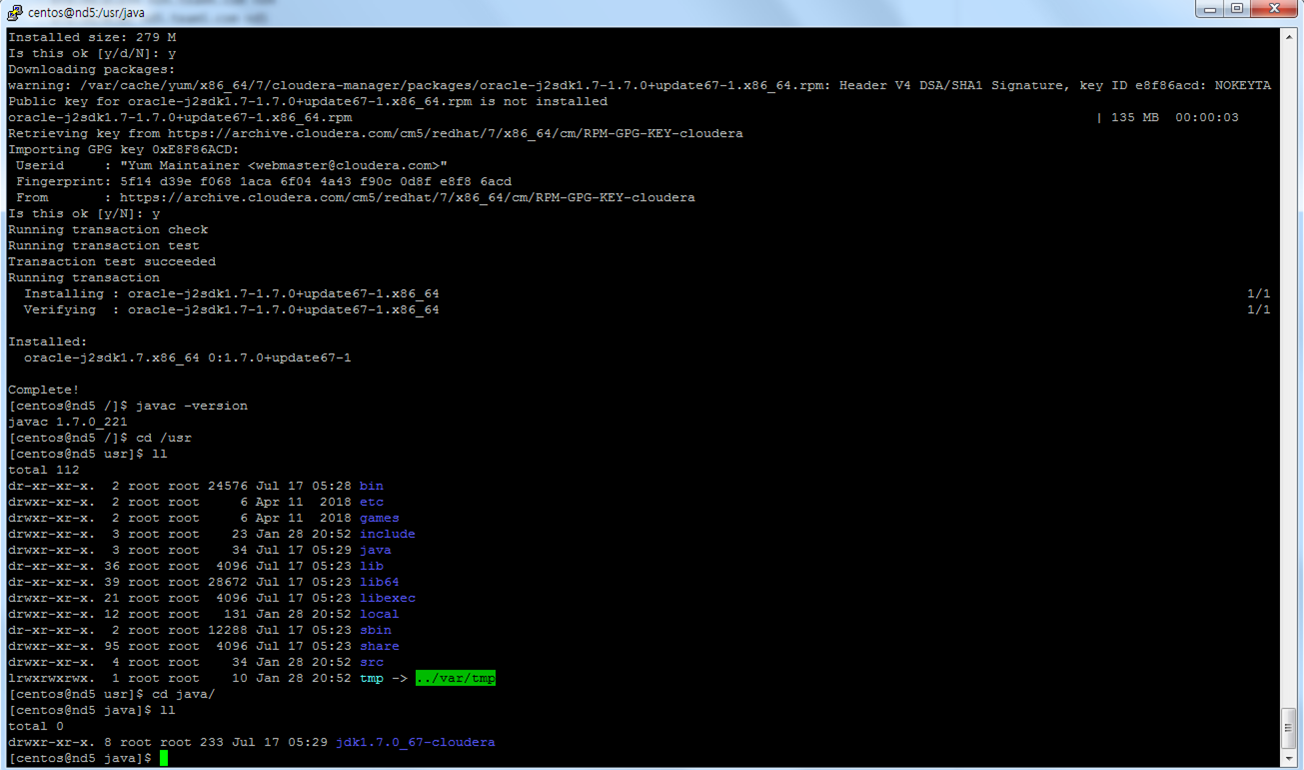 centos@nd5:/usr/java
Installed size: 279 M
Is this ok [y/d/N]: y
Downloading packages:
warning: /var/cache/yum/x86_64/7/cloudera-manager/packages/oracle-j2sdk1.7-1.7.0+update67-1.x86_64.rpm: Header V4 DSA/SHA1 Signature, key ID e8f86acd: NOKEYTA
Public key for oracle-j2sdk1.7-1.7.0+update67-1.x86_64.rpm is not installed
oracle-j2sdk1.7-1.7.0+update67-1.x86_64.rpm | 135 MB 00:00:03
Retrieving key from https://archive.cloudera.com/cm5/redhat/7/x86_64/cm/RPM-GPG-KEY-cloudera
Importing GPG key 0xE8F86ACD:
Userid : "Yum Maintainer <webmaster@cloudera.com>"
Fingerprint: 5f14 d39e f068 1aca 6f04 4a43 f90c 0d8f e8f8 6acd
From : https://archive.cloudera.com/cm5/redhat/7/x86_64/cm/RPM-GPG-KEY-cloudera
Is this ok [y/N]: y
Running transaction check
Running transaction test
Transaction test succeeded
Running transaction
Installing : oracle-j2sdk1.7-1.7.0+update67-1.x86_64 1/1
Verifying : oracle-j2sdk1.7-1.7.0+update67-1.x86_64 1/1
Installed:
oracle-j2sdk1.7.x86_64 0:1.7.0+update67-1
Complete!
[centos@nd5 /]$ javac -version
javac 1.7.0_221
[centos@nd5 /]$ cd /usr
[centos@nd5 usr]$ ll
total 112
dr-xr-xr-x. 2 root root 24576 Jul 17 05:28 bin
drwxr-xr-x. 2 root root 6 Apr 11 2018 etc
drwxr-xr-x. 2 root root 6 Apr 11 2018 games
drwxr-xr-x. 3 root root 23 Jan 28 20:52 include
drwxr-xr-x. 3 root root 34 Jul 17 05:29 java
dr-xr-xr-x. 36 root root 4096 Jul 17 05:23 lib
dr-xr-xr-x. 39 root root 28672 Jul 17 05:23 lib64
drwxr-xr-x. 21 root root 4096 Jul 17 05:23 libexec
drwxr-xr-x. 12 root root 131 Jan 28 20:52 local
dr-xr-xr-x. 2 root root 12288 Jul 17 05:23 sbin
drwxr-xr-x. 95 root root 4096 Jul 17 05:23 share
drwxr-xr-x. 4 root root 34 Jan 28 20:52 src
lrwxrwxrwx. 1 root root 10 Jan 28 20:52 tmp -> ../var/tmp
[centos@nd5 usr]$ cd java/
[centos@nd5 java]$ ll
total 0
drwxr-xr-x. 8 root root 233 Jul 17 05:29 jdk1.7.0_67-cloudera
[centos@nd5 java]$